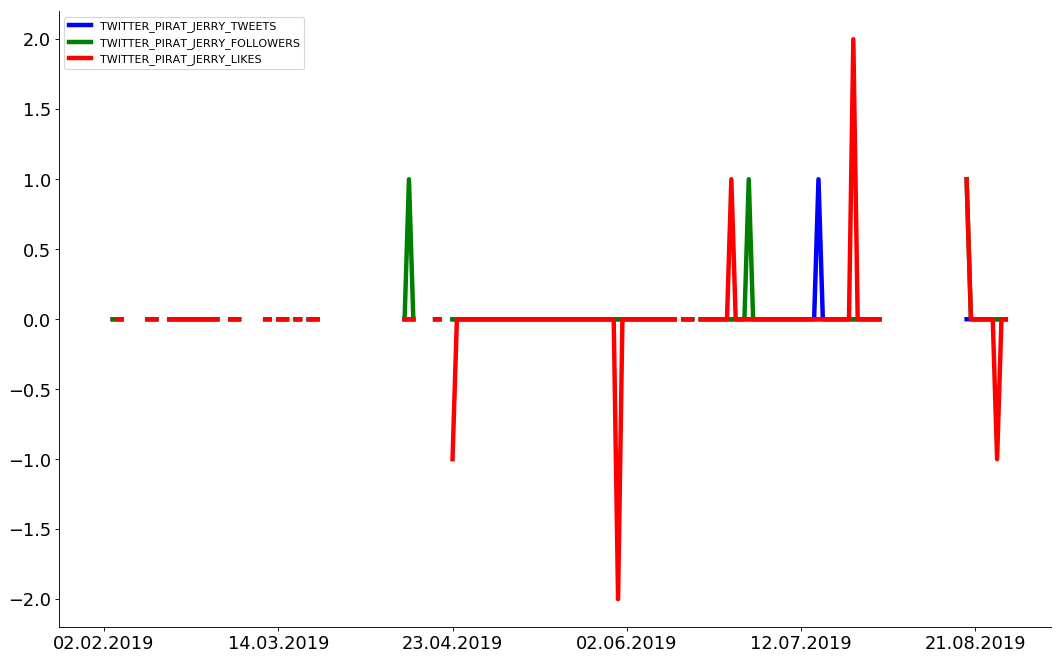 TWITTER_PIRAT_JERRY_TWEETS
TWITTER_PIRAT_JERRY_FOLLOWERS
TWITTER_PIRAT_JERRY_LIKES
2.0
1.5
1.0
0.5
0.0
−0.5
−1.0
−1.5
−2.0
02.02.2019 14.03.2019 23.04.2019 02.06.2019 12.07.2019 21.08.2019